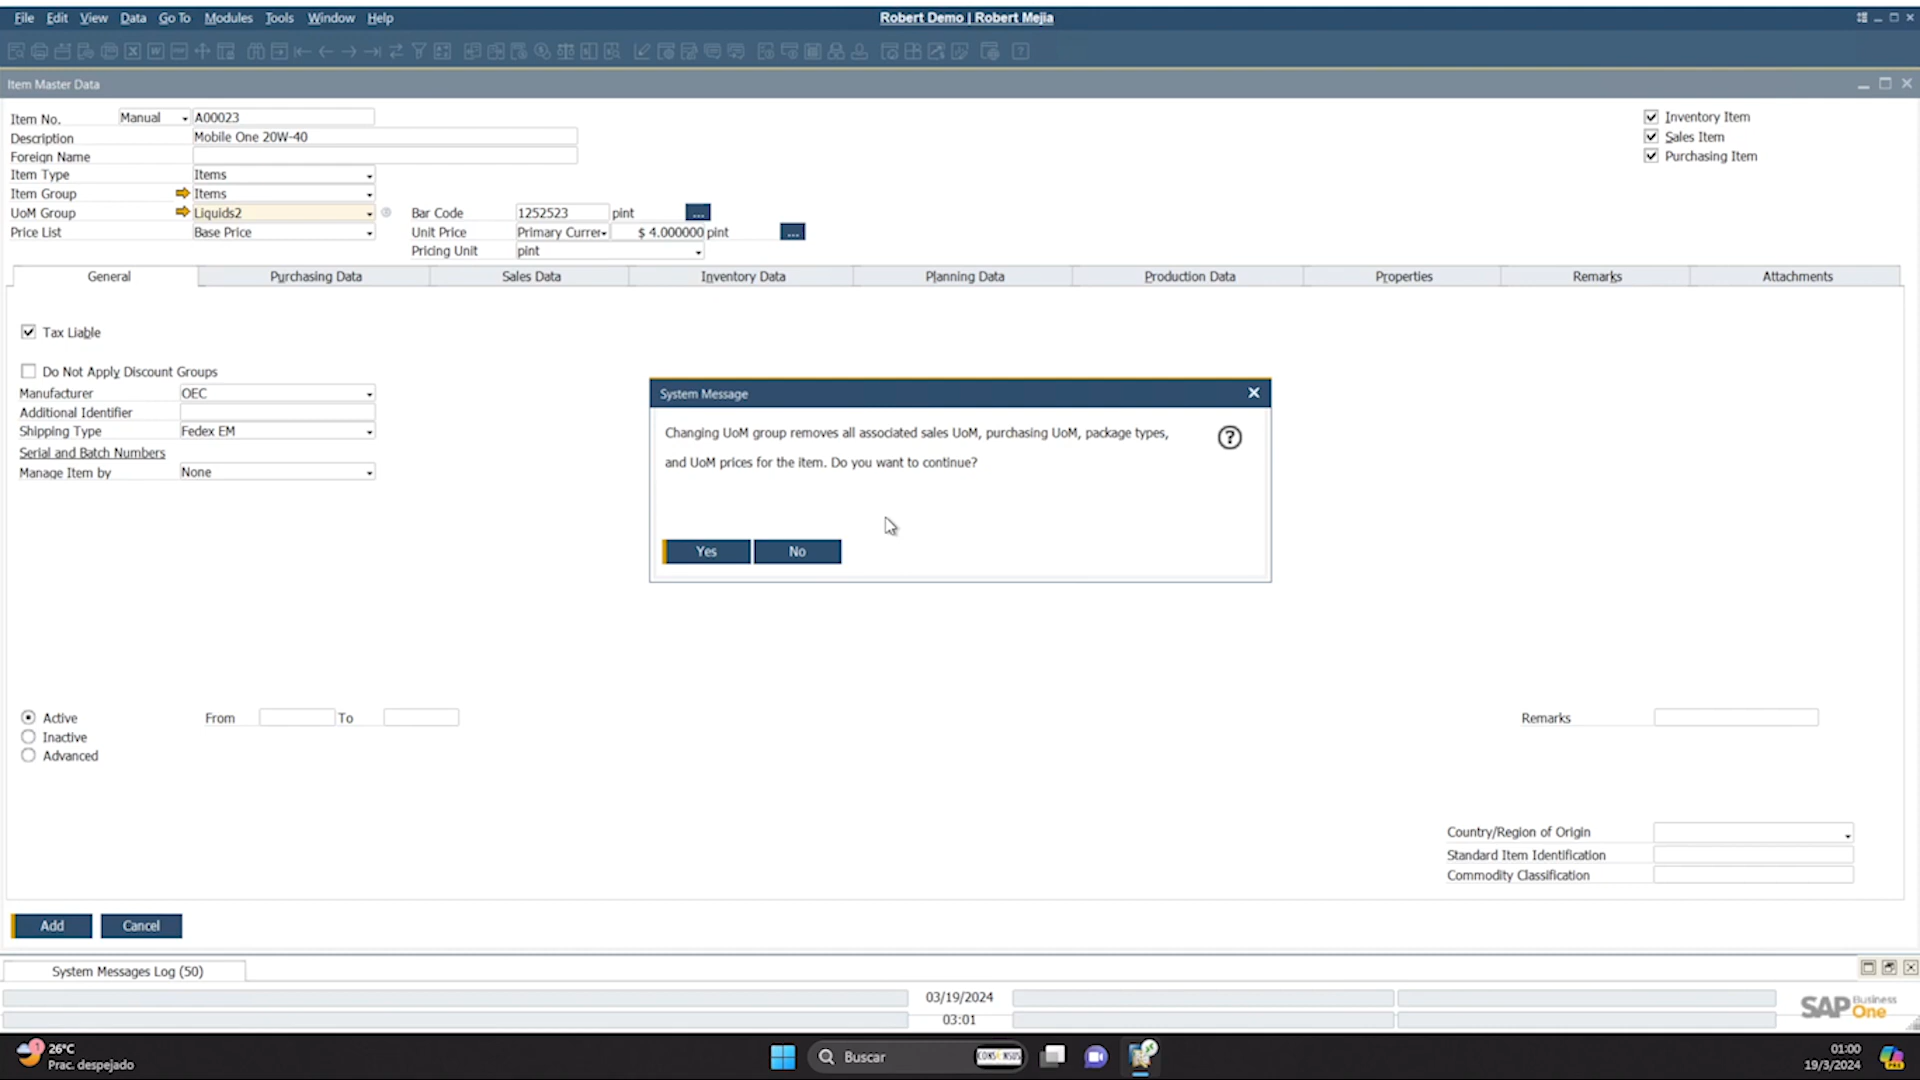 File Edit View Data Go To Modules Tools Window Help
Robert Demo | Robert Mejia
Item Master Data
Item No. Manual A00023
Description Mobile One 20W-40
Foreign Name
Item Type Items
Item Group Items
UoM Group Liquids2
Price List Base Price
Bar Code 1252523 pint ...
Unit Price Primary Curren $ 4.000000 pint ...
Pricing Unit pint
Inventory Item
Sales Item
Purchasing Item
General Purchasing Data Sales Data Inventory Data Planning Data Production Data Properties Remarks Attachments
Tax Liable
Do Not Apply Discount Groups
Manufacturer OEC
Additional Identifier
Shipping Type Fedex EM
Serial and Batch Numbers
Manage Item by None
System Message
Changing UoM group removes all associated sales UoM, purchasing UoM, package types,
and UoM prices for the item. Do you want to continue?
Yes No
Active From To
Inactive
Advanced
Remarks
Country/Region of Origin
Standard Item Identification
Commodity Classification
Add Cancel
System Messages Log (50)
03/19/2024
03:01
SAP Business One
26°C
Prac. despejado
Buscar
CONSENSUS
01:00
19/3/2024